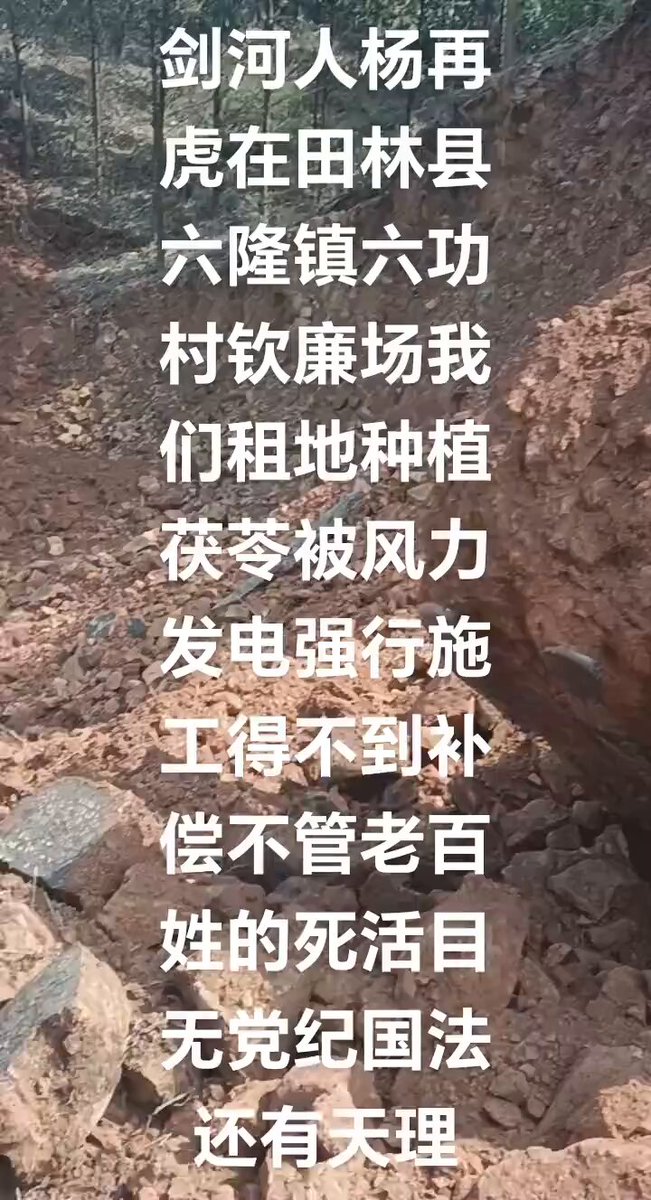 剑河人杨再
虎在田林县
六隆镇六功
村钦廉场我
们租地种植
茯苓被风力
发电强行施
工得不到补
偿不管老百
姓的死活目
无党纪国法
还有天理